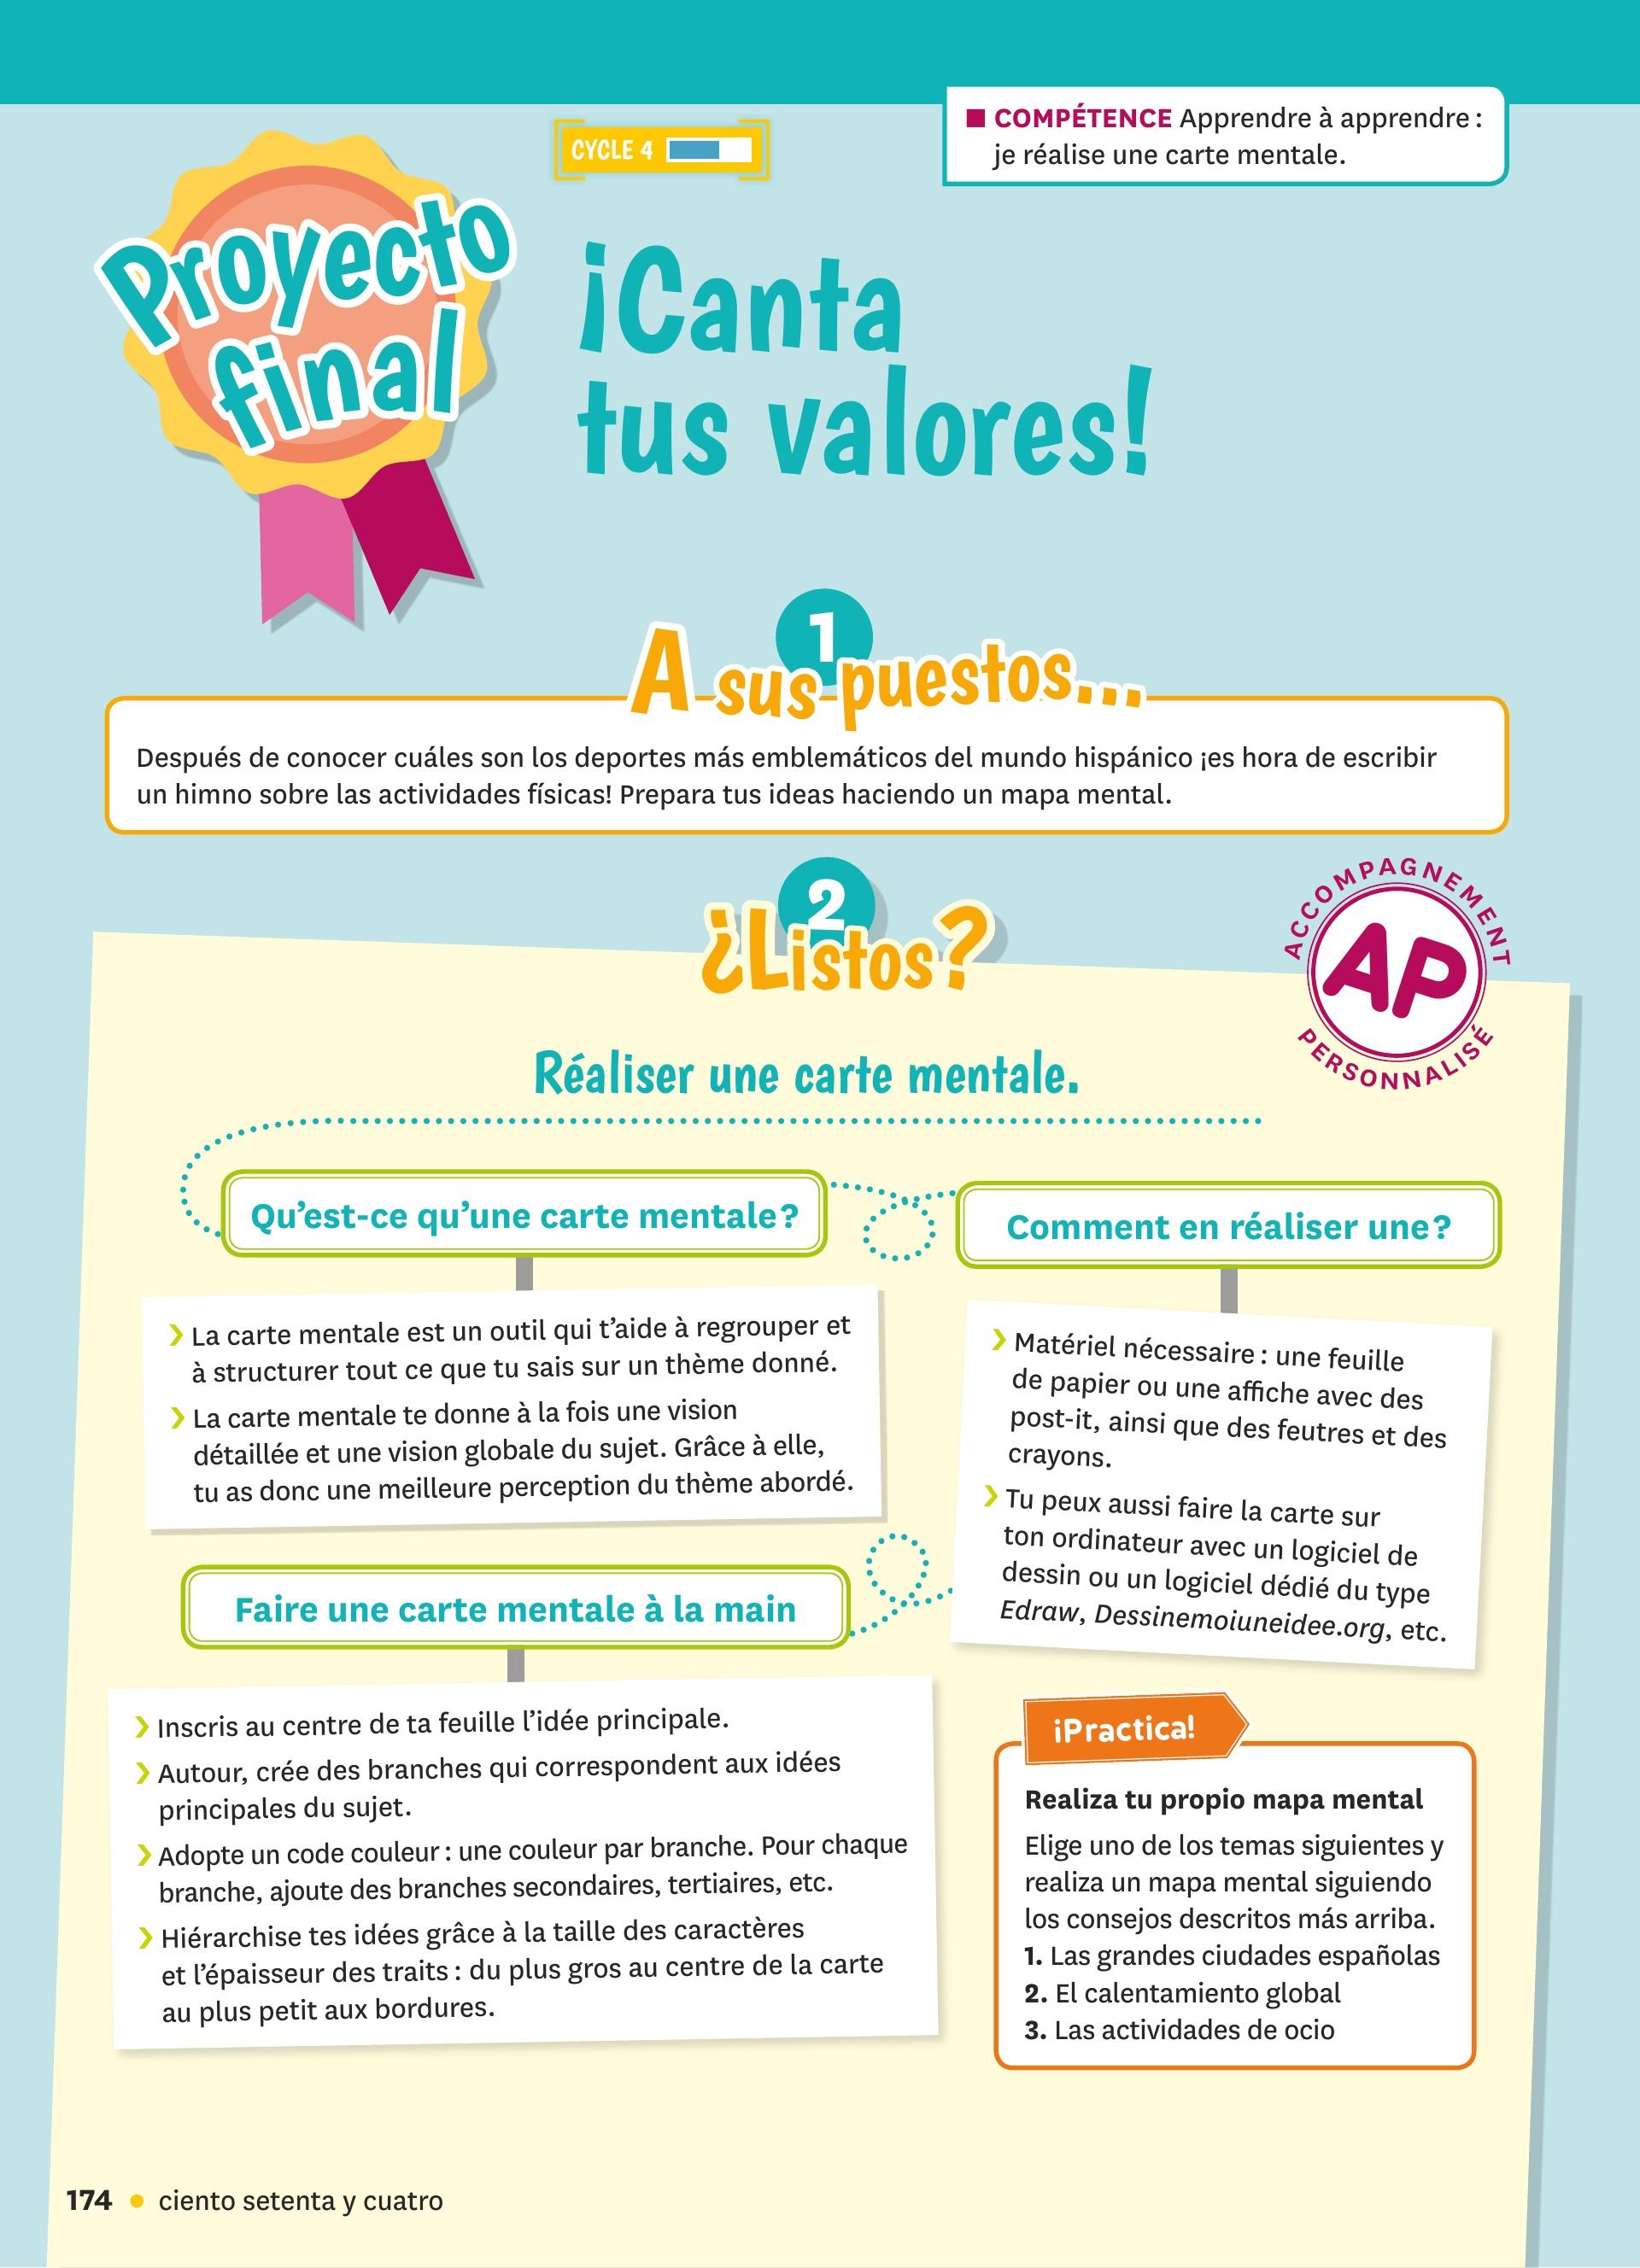 CYCLE 4
■ COMPÉTENCE Apprendre à apprendre :
je réalise une carte mentale.
Proyecto
final
¡Canta
tus valores!
1
A sus puestos...
Después de conocer cuáles son los deportes más emblemáticos del mundo hispánico ¡es hora de escribir
un himno sobre las actividades físicas! Prepara tus ideas haciendo un mapa mental.
2
¿Listos?
ACCOMPAGNEMENT
AP
PERSONNALISÉ
Réaliser une carte mentale.
Qu’est-ce qu’une carte mentale ?
La carte mentale est un outil qui t’aide à regrouper et
à structurer tout ce que tu sais sur un thème donné.
La carte mentale te donne à la fois une vision
détaillée et une vision globale du sujet. Grâce à elle,
tu as donc une meilleure perception du thème abordé.
Comment en réaliser une ?
Matériel nécessaire : une feuille
de papier ou une affiche avec des
post-it, ainsi que des feutres et des
crayons.
Tu peux aussi faire la carte sur
ton ordinateur avec un logiciel de
dessin ou un logiciel dédié du type
Edraw, Dessinemoiuneidee.org, etc.
Faire une carte mentale à la main
Inscris au centre de ta feuille l’idée principale.
Autour, crée des branches qui correspondent aux idées
principales du sujet.
Adopte un code couleur : une couleur par branche. Pour chaque
branche, ajoute des branches secondaires, tertiaires, etc.
Hiérarchise tes idées grâce à la taille des caractères
et l’épaisseur des traits : du plus gros au centre de la carte
au plus petit aux bordures.
¡Practica!
Realiza tu propio mapa mental
Elige uno de los temas siguientes y
realiza un mapa mental siguiendo
los consejos descritos más arriba.
1. Las grandes ciudades españolas
2. El calentamiento global
3. Las actividades de ocio
174 • ciento setenta y cuatro